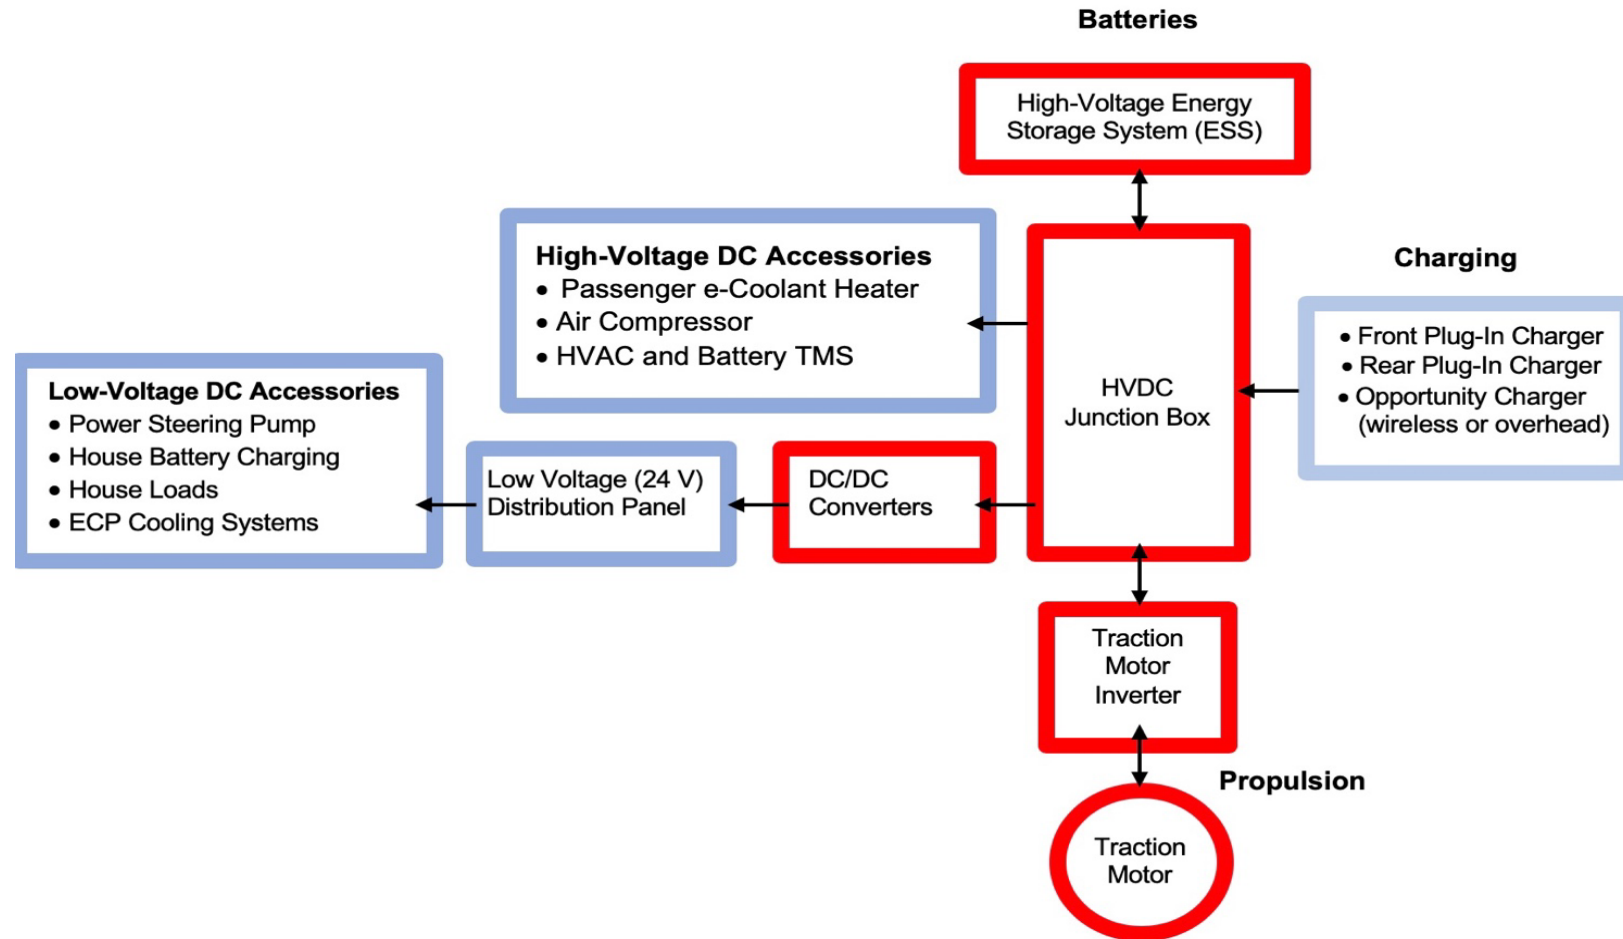 Batteries
High-Voltage Energy
Storage System (ESS)
High-Voltage DC Accessories
• Passenger e-Coolant Heater
• Air Compressor
• HVAC and Battery TMS
Charging
• Front Plug-In Charger
• Rear Plug-In Charger
• Opportunity Charger
(wireless or overhead)
HVDC
Junction Box
Low-Voltage DC Accessories
• Power Steering Pump
• House Battery Charging
• House Loads
• ECP Cooling Systems
Low Voltage (24 V)
Distribution Panel
DC/DC
Converters
Traction
Motor
Inverter
Propulsion
Traction
Motor